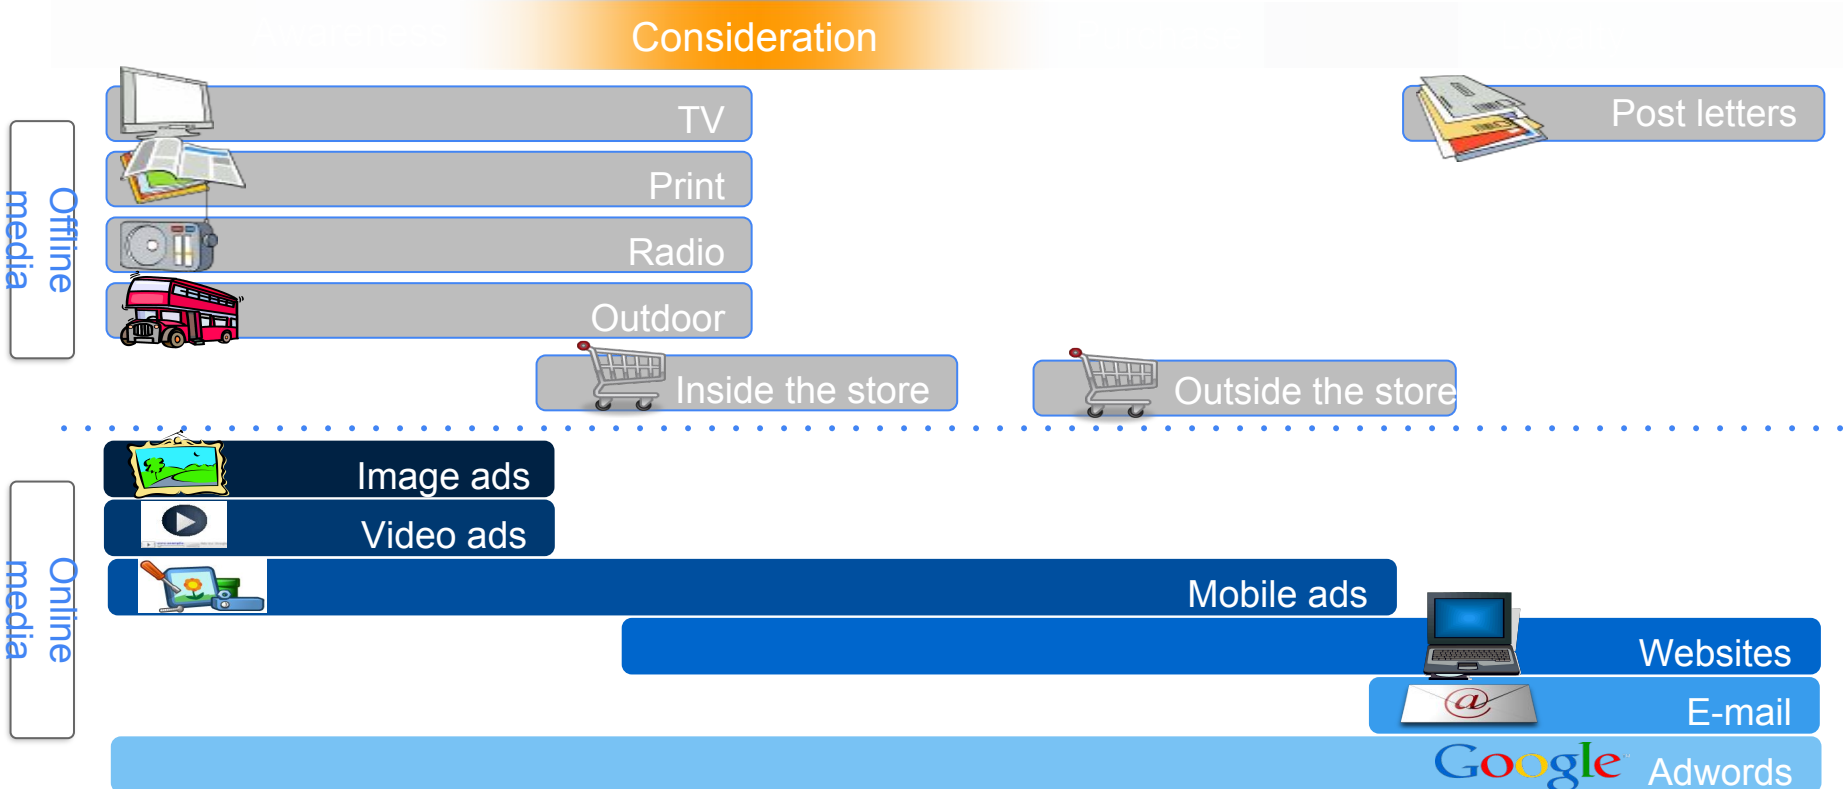 Awareness
Consideration
TV
Post letters
Print
Radio
Outdoor
Offline
media
Inside the store
Outside the store
Image ads
Video ads
Mobile ads
Online
media
Websites
E-mail
Google Adwords